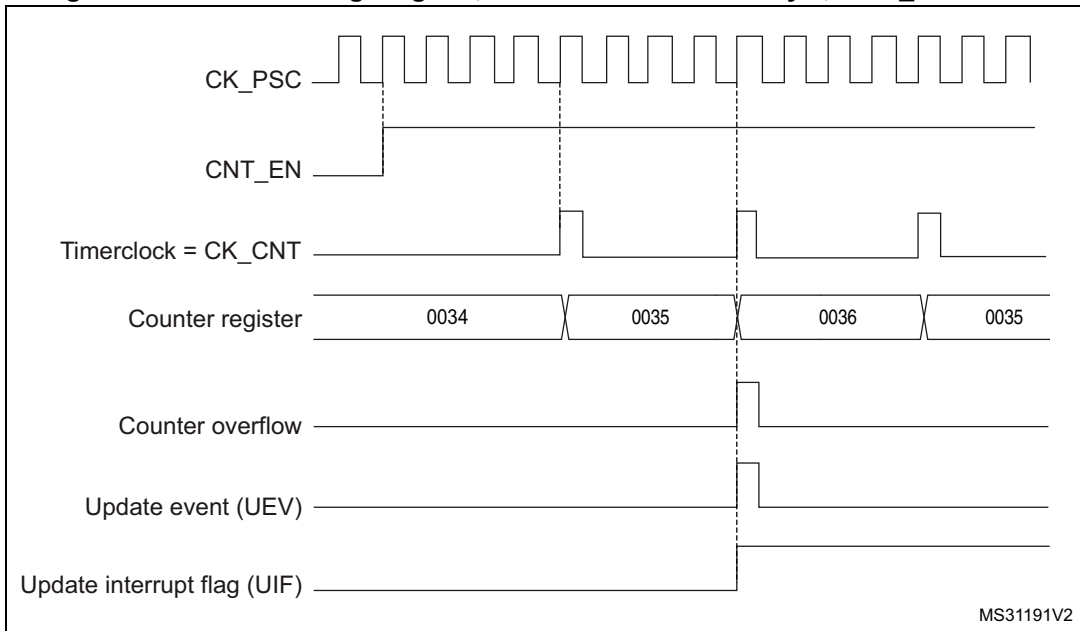 CK_PSC
CNT_EN
Timerclock = CK_CNT
Counter register 0034 0035 0036 0035
Counter overflow
Update event (UEV)
Update interrupt flag (UIF)
MS31191V2